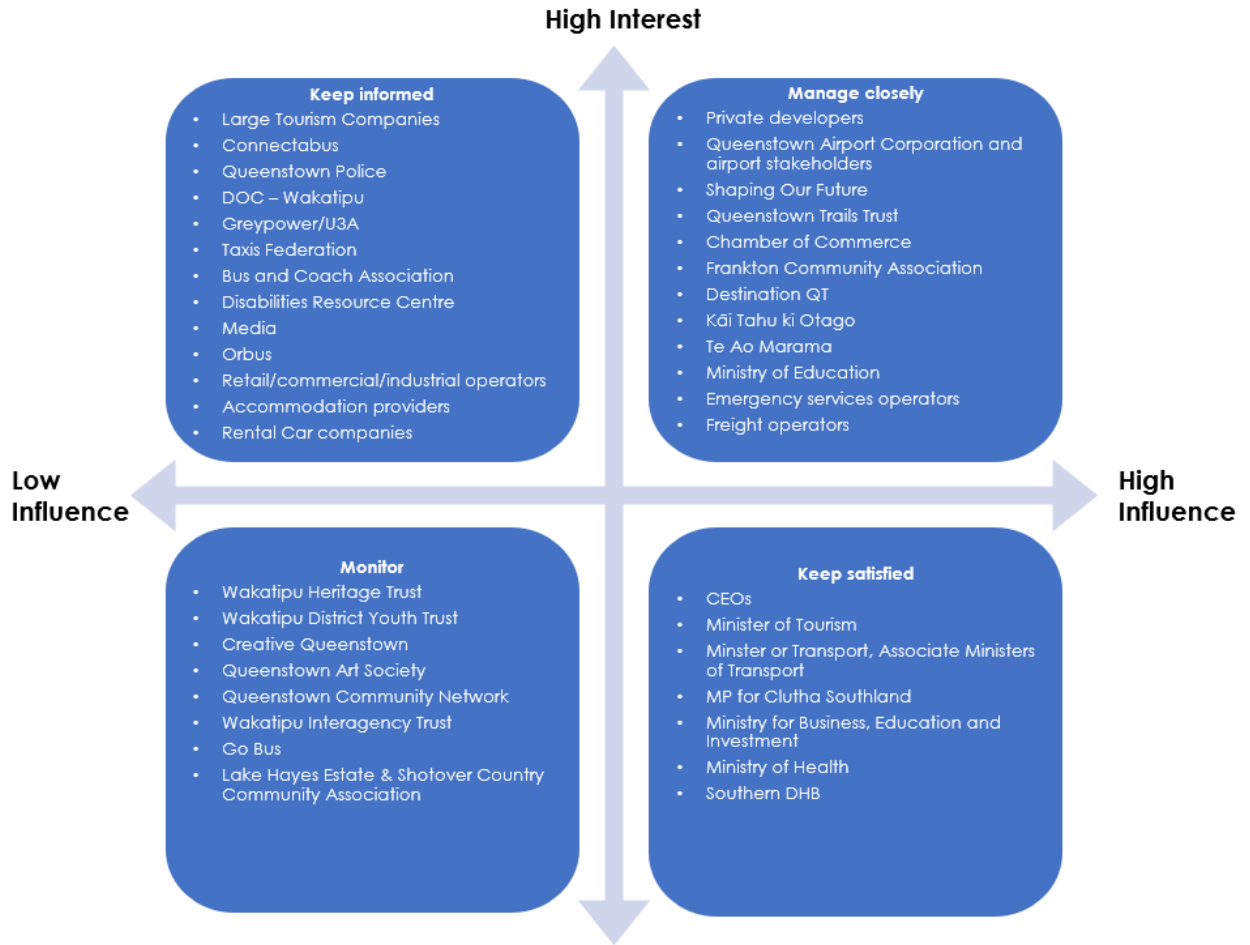 High Interest
Keep informed
• Large Tourism Companies
• Connectabus
• Queenstown Police
• DOC – Wakatipu
• Greypower/U3A
• Taxis Federation
• Bus and Coach Association
• Disabilities Resource Centre
• Media
• Orbus
• Retail/commercial/industrial operators
• Accommodation providers
• Rental Car companies
Manage closely
• Private developers
• Queenstown Airport Corporation and
airport stakeholders
• Shaping Our Future
• Queenstown Trails Trust
• Chamber of Commerce
• Frankton Community Association
• Destination QT
• Kāi Tahu ki Otago
• Te Ao Marama
• Ministry of Education
• Emergency services operators
• Freight operators
Low
Influence
High
Influence
Monitor
• Wakatipu Heritage Trust
• Wakatipu District Youth Trust
• Creative Queenstown
• Queenstown Art Society
• Queenstown Community Network
• Wakatipu Interagency Trust
• Go Bus
• Lake Hayes Estate & Shotover Country
Community Association
Keep satisfied
• CEOs
• Minister of Tourism
• Minster or Transport, Associate Ministers
of Transport
• MP for Clutha Southland
• Ministry for Business, Education and
Investment
• Ministry of Health
• Southern DHB